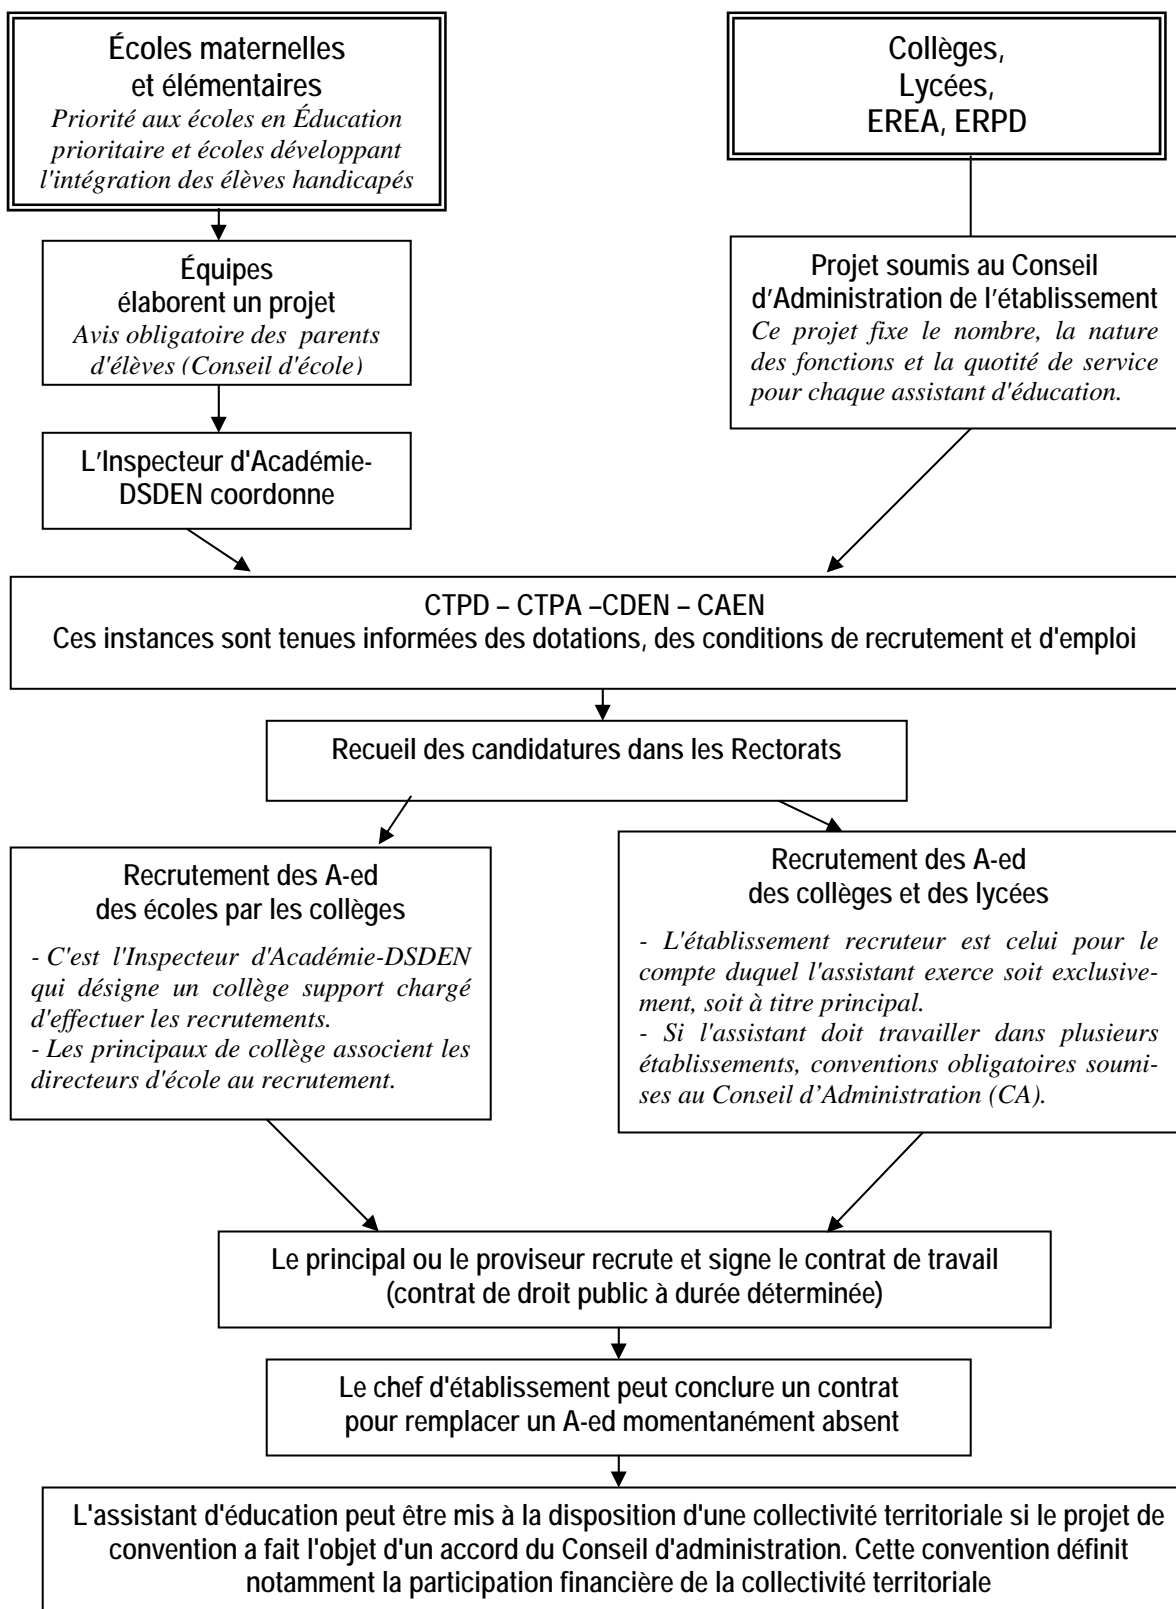 Écoles maternelles
et élémentaires
Priorité aux écoles en Éducation
prioritaire et écoles développant
l'intégration des élèves handicapés
Collèges,
Lycées,
EREA, ERPD
Équipes
élaborent un projet
Avis obligatoire des parents
d'élèves (Conseil d'école)
Projet soumis au Conseil
d’Administration de l’établissement
Ce projet fixe le nombre, la nature
des fonctions et la quotité de service
pour chaque assistant d'éducation.
L’Inspecteur d'Académie-
DSDEN coordonne
CTPD – CTPA –CDEN – CAEN
Ces instances sont tenues informées des dotations, des conditions de recrutement et d'emploi
Recueil des candidatures dans les Rectorats
Recrutement des A-ed
des écoles par les collèges
- C'est l'Inspecteur d'Académie-DSDEN
qui désigne un collège support chargé
d'effectuer les recrutements.
- Les principaux de collège associent les
directeurs d'école au recrutement.
Recrutement des A-ed
des collèges et des lycées
- L'établissement recruteur est celui pour le
compte duquel l'assistant exerce soit exclusive-
ment, soit à titre principal.
- Si l'assistant doit travailler dans plusieurs
établissements, conventions obligatoires soumi-
ses au Conseil d’Administration (CA).
Le principal ou le proviseur recrute et signe le contrat de travail
(contrat de droit public à durée déterminée)
Le chef d'établissement peut conclure un contrat
pour remplacer un A-ed momentanément absent
L'assistant d'éducation peut être mis à la disposition d'une collectivité territoriale si le projet de
convention a fait l'objet d'un accord du Conseil d'administration. Cette convention définit
notamment la participation financière de la collectivité territoriale